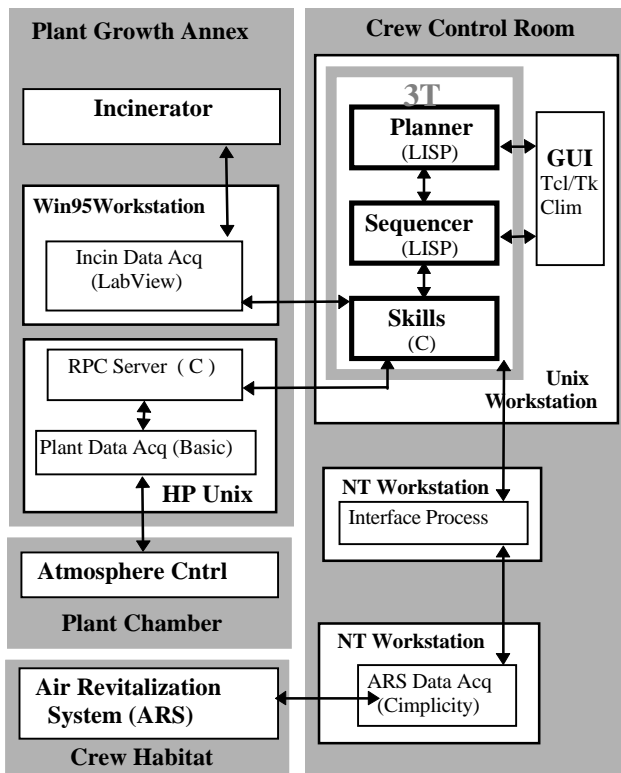 Plant Growth Annex
Incinerator
Win95Workstation
Incin Data Acq
(LabView)
RPC Server ( C )
Plant Data Acq (Basic)
HP Unix
Atmosphere Cntrl
Plant Chamber
Air Revitalization
System (ARS)
Crew Habitat
Crew Control Room
3T
Planner
(LISP)
Sequencer
(LISP)
Skills
(C)
GUI
Tcl/Tk
Clim
Unix
Workstation
NT Workstation
Interface Process
NT Workstation
ARS Data Acq
(Cimplicity)